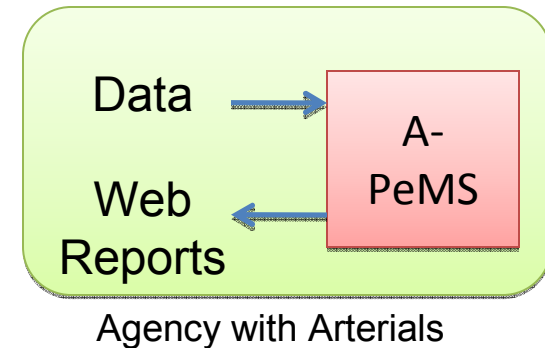 Data
A-
PeMS
Web
Reports
Agency with Arterials